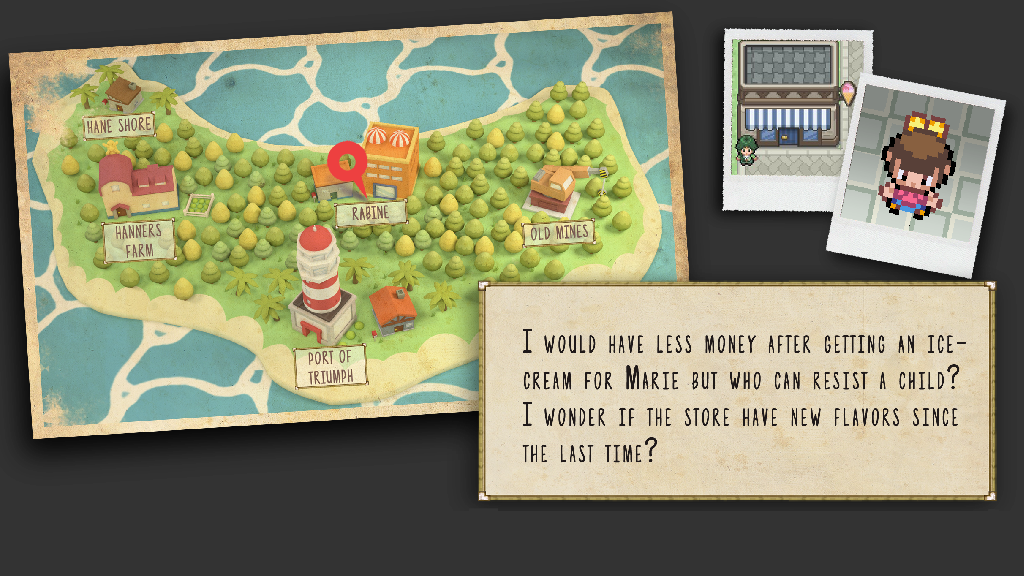 HANE SHORE
HANNERS
FARM
RABINE
OLD MINES
PORT OF
TRIUMPH
I WOULD HAVE LESS MONEY AFTER GETTING AN ICE-
CREAM FOR MARIE BUT WHO CAN RESIST A CHILD?
I WONDER IF THE STORE HAVE NEW FLAVORS SINCE
THE LAST TIME?